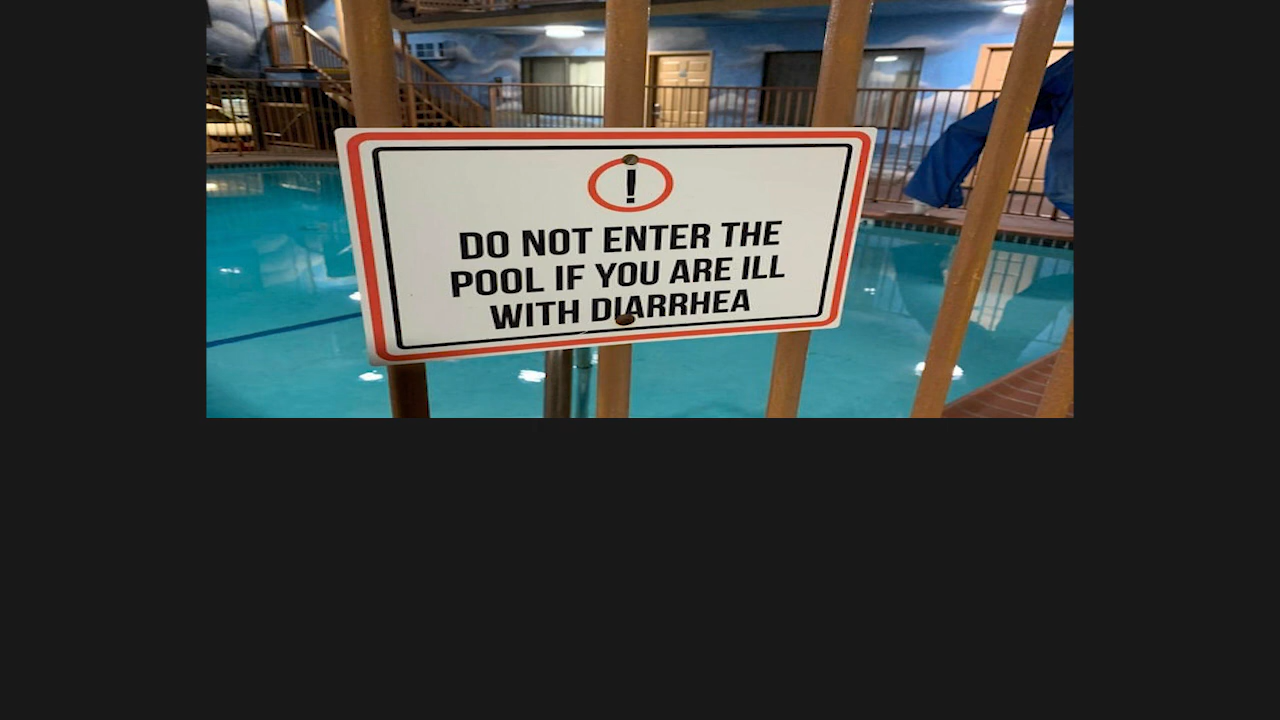 !
DO NOT ENTER THE
POOL IF YOU ARE ILL
WITH DIARRHEA